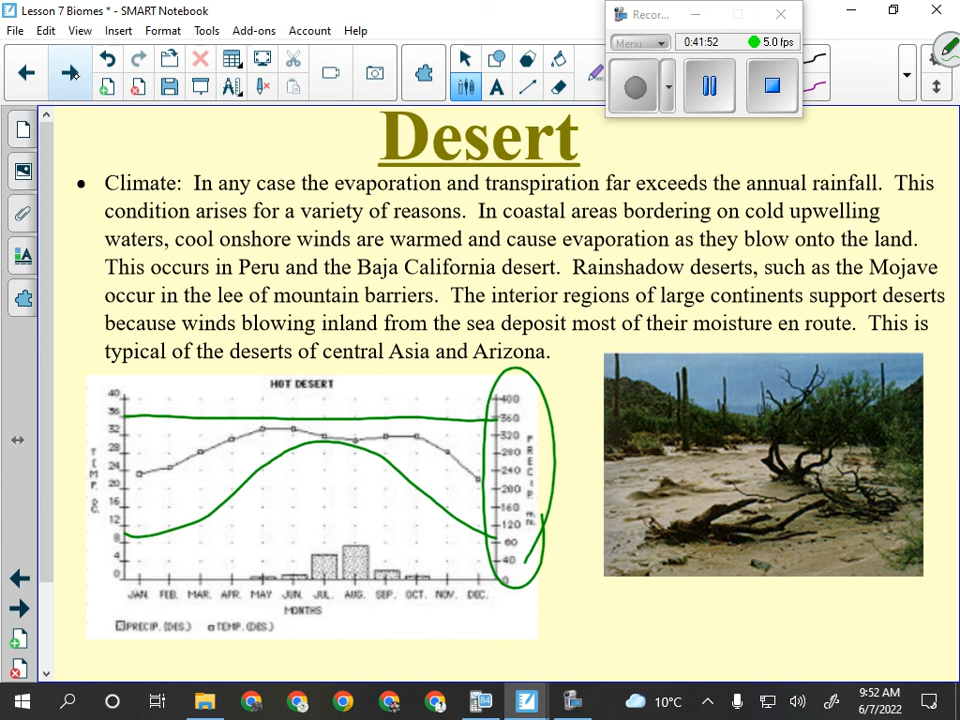 Lesson 7 Biomes * - SMART Notebook
File Edit View Insert Format Tools Add-ons Account Help
Recor...
Menu 0:41:52 5.0 fps
Desert
• Climate: In any case the evaporation and transpiration far exceeds the annual rainfall. This
condition arises for a variety of reasons. In coastal areas bordering on cold upwelling
waters, cool onshore winds are warmed and cause evaporation as they blow onto the land.
This occurs in Peru and the Baja California desert. Rainshadow deserts, such as the Mojave
occur in the lee of mountain barriers. The interior regions of large continents support deserts
because winds blowing inland from the sea deposit most of their moisture en route. This is
typical of the deserts of central Asia and Arizona.
HOT DESERT
40 400
36 360
32 320
28 280
24 240
20 200
16 160
12 120
8 80
4 40
0 0
TEMP. °C
PRECIP. mm.
JAN. FEB. MAR. APR. MAY JUN. JUL. AUG. SEP. OCT. NOV. DEC.
MONTHS
PRECIP.(DES.) TEMP.(DES.)
10°C
9:52 AM
6/7/2022